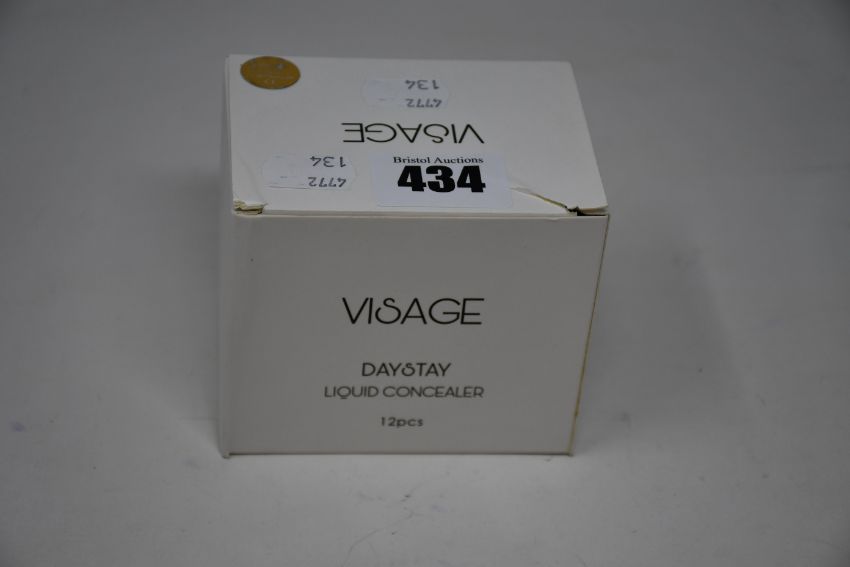 134
4772
VISAGE
134
4772
Bristol Auctions
434
VISAGE
DAYSTAY
LIQUID CONCEALER
12pcs